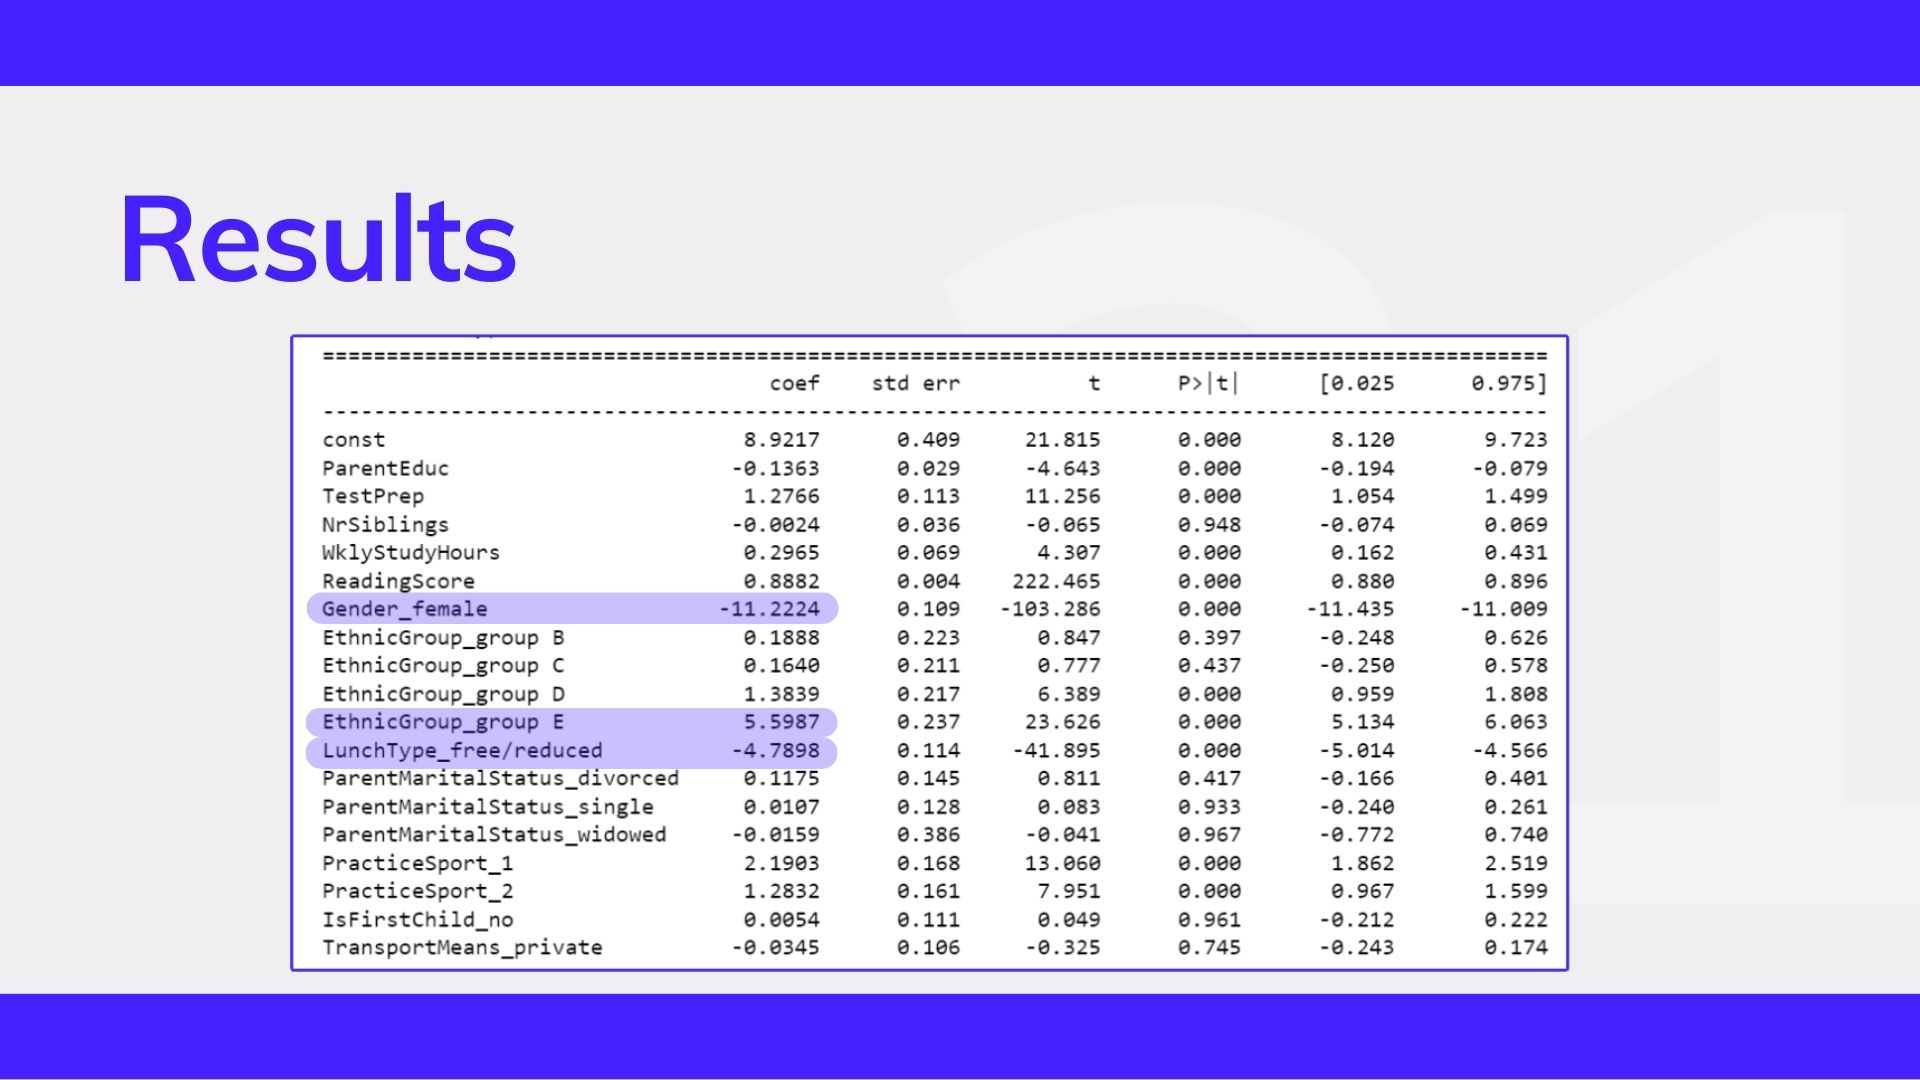 Results
==================================================================================================
coef std err t P>|t| [0.025 0.975]
--------------------------------------------------------------------------------------------------
const 8.9217 0.409 21.815 0.000 8.120 9.723
ParentEduc -0.1363 0.029 -4.643 0.000 -0.194 -0.079
TestPrep 1.2766 0.113 11.256 0.000 1.054 1.499
NrSiblings -0.0024 0.036 -0.065 0.948 -0.074 0.069
WklyStudyHours 0.2965 0.069 4.307 0.000 0.162 0.431
ReadingScore 0.8882 0.004 222.465 0.000 0.880 0.896
Gender_female -11.2224 0.109 -103.286 0.000 -11.435 -11.009
EthnicGroup_group B 0.1888 0.223 0.847 0.397 -0.248 0.626
EthnicGroup_group C 0.1640 0.211 0.777 0.437 -0.250 0.578
EthnicGroup_group D 1.3839 0.217 6.389 0.000 0.959 1.808
EthnicGroup_group E 5.5987 0.237 23.626 0.000 5.134 6.063
LunchType_free/reduced -4.7898 0.114 -41.895 0.000 -5.014 -4.566
ParentMaritalStatus_divorced 0.1175 0.145 0.811 0.417 -0.166 0.401
ParentMaritalStatus_single 0.0107 0.128 0.083 0.933 -0.240 0.261
ParentMaritalStatus_widowed -0.0159 0.386 -0.041 0.967 -0.772 0.740
PracticeSport_1 2.1903 0.168 13.060 0.000 1.862 2.519
PracticeSport_2 1.2832 0.161 7.951 0.000 0.967 1.599
IsFirstChild_no 0.0054 0.111 0.049 0.961 -0.212 0.222
TransportMeans_private -0.0345 0.106 -0.325 0.745 -0.243 0.174